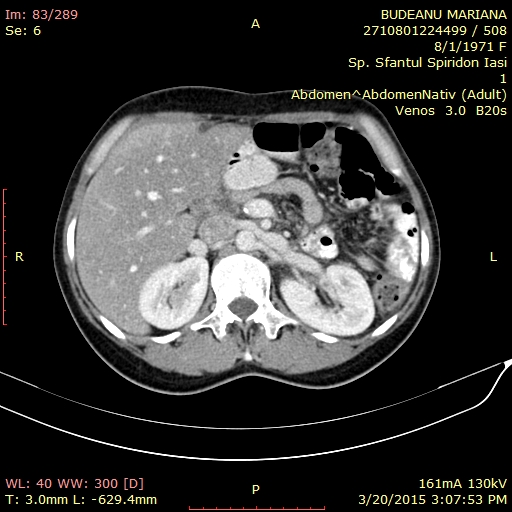 Im: 83/289
Se: 6
A
BUDEANU MARIANA
2710801224499 / 508
8/1/1971 F
Sp. Sfantul Spiridon Iasi
1
Abdomen^AbdomenNativ (Adult)
Venos 3.0 B20s
R
L
WL: 40 WW: 300 [D]
T: 3.0mm L: -629.4mm
P
161mA 130kV
3/20/2015 3:07:53 PM